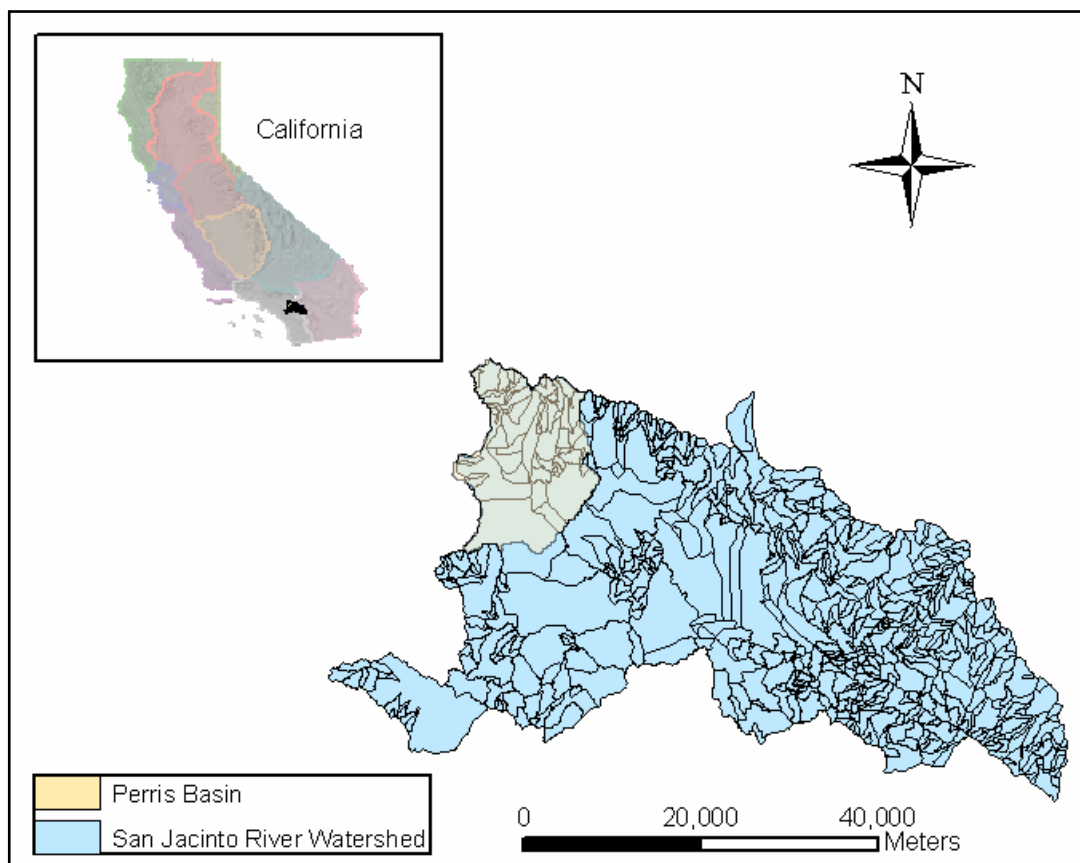 California
N
Perris Basin
San Jacinto River Watershed
0 20,000 40,000
Meters